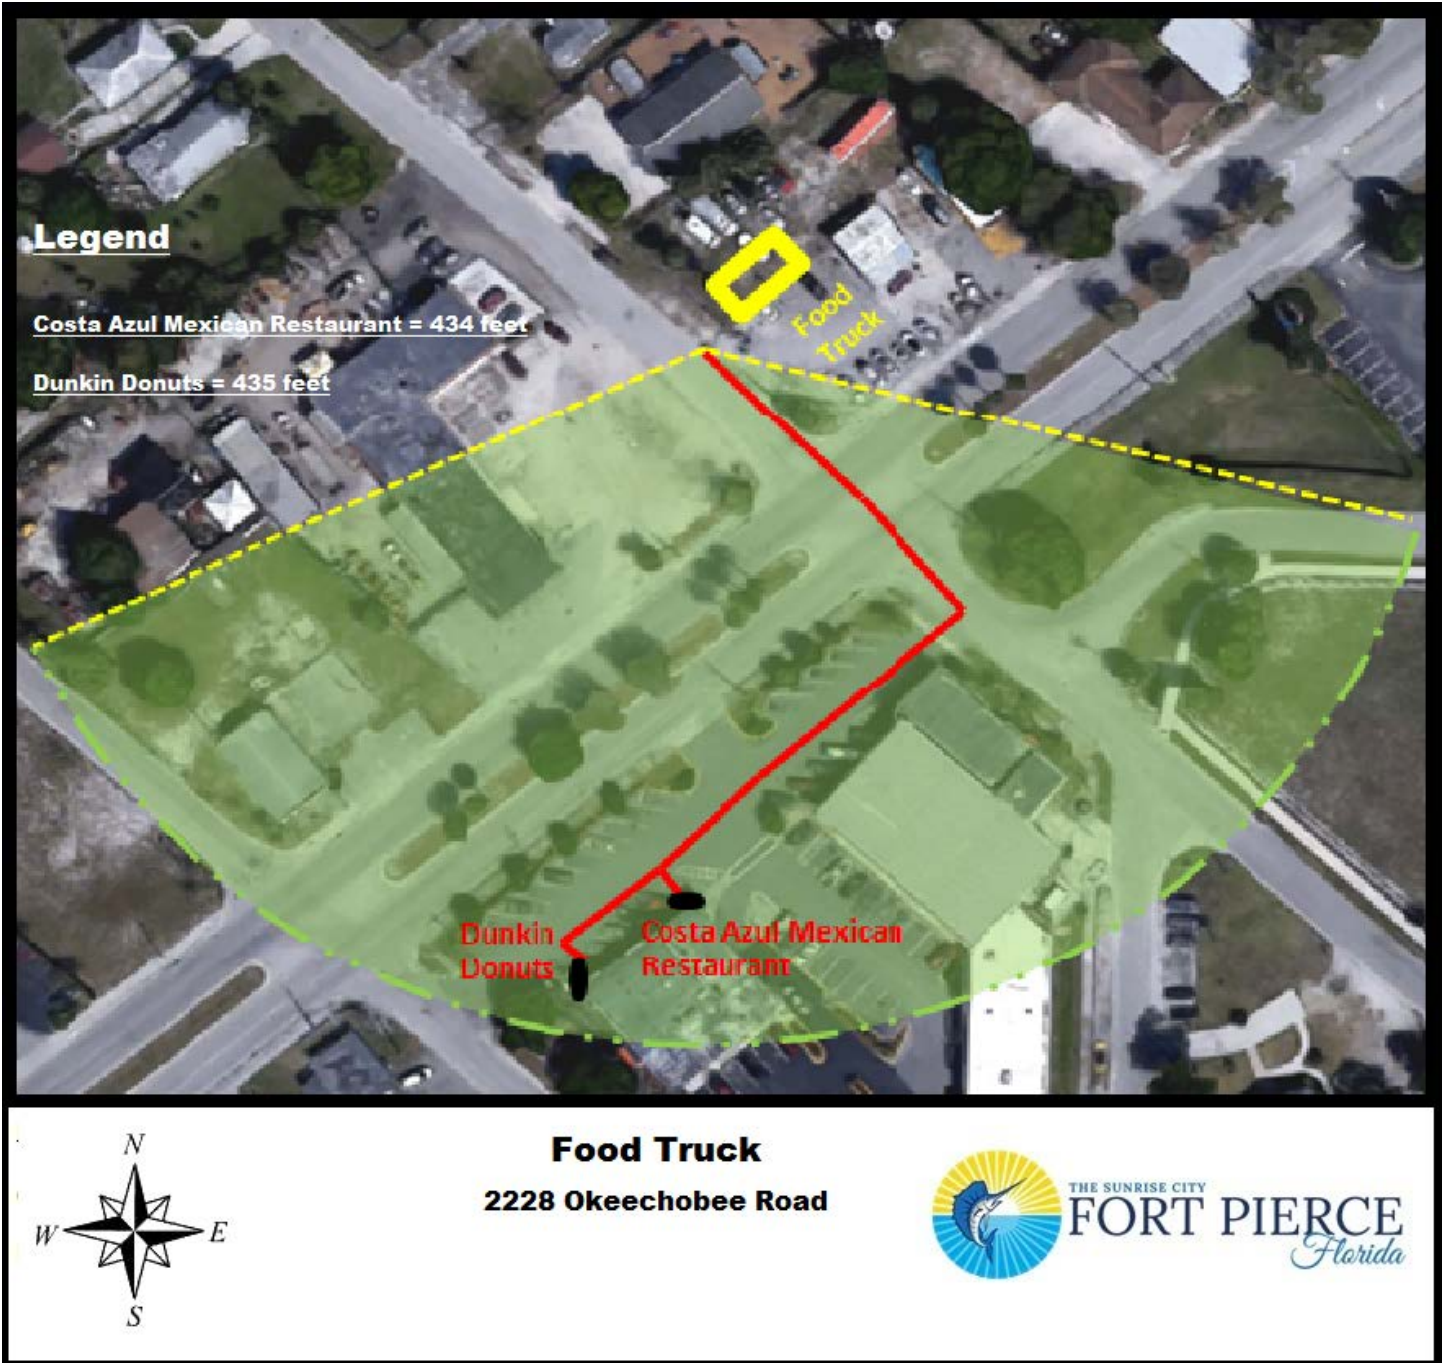 Legend
Costa Azul Mexican Restaurant = 434 feet
Dunkin Donuts = 435 feet
Food
Truck
Dunkin
Donuts
Costa Azul Mexican
Restaurant
N
W
E
S
Food Truck
2228 Okeechobee Road
THE SUNRISE CITY
FORT PIERCE
Florida